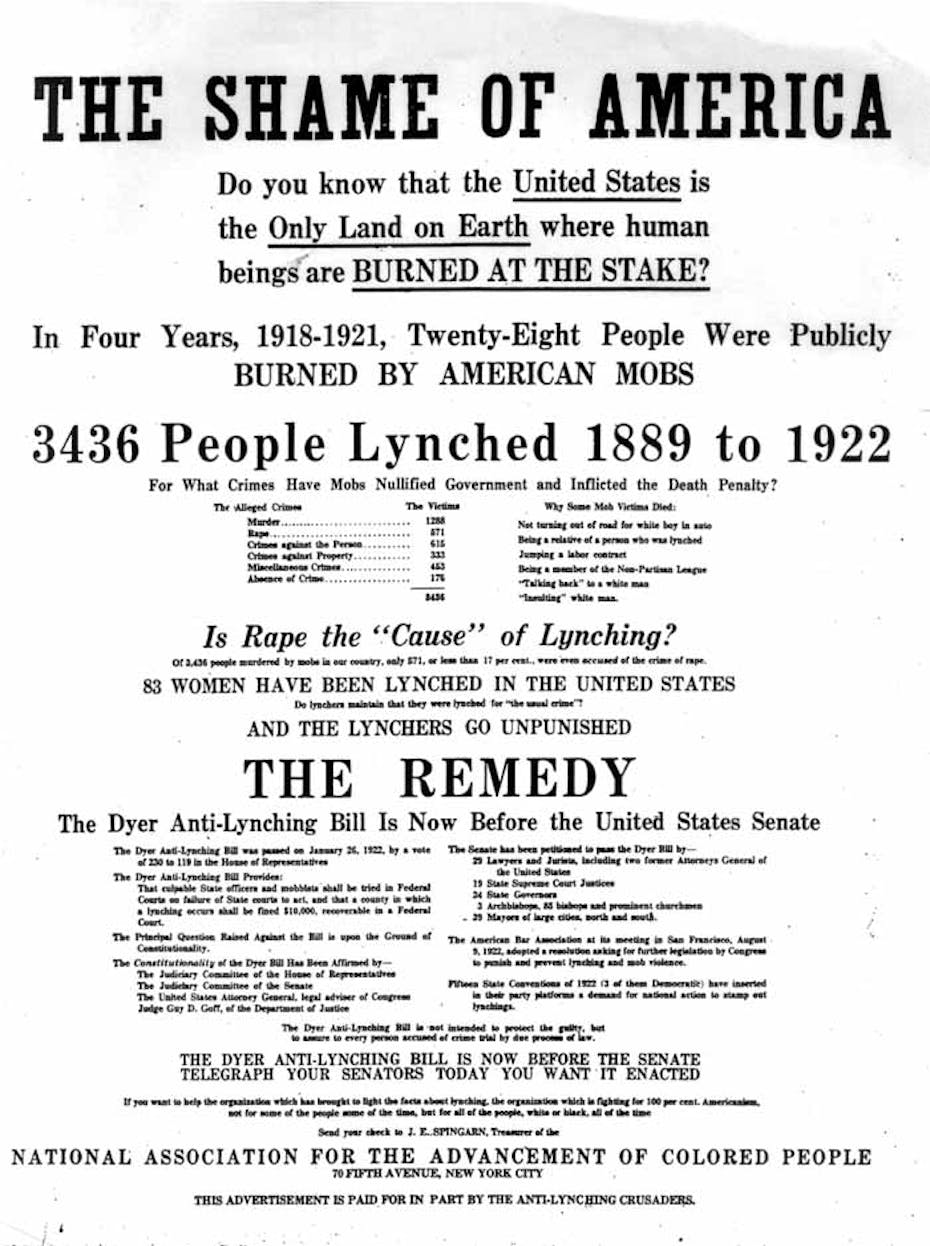 THE SHAME OF AMERICA
Do you know that the United States is
the Only Land on Earth where human
beings are BURNED AT THE STAKE?
In Four Years, 1918-1921, Twenty-Eight People Were Publicly
BURNED BY AMERICAN MOBS
3436 People Lynched 1889 to 1922
For What Crimes Have Mobs Nullified Government and Inflicted the Death Penalty?
The Alleged Crimes The Victims
Murder.............................. 1288
Rape................................. 571
Crimes against the Person.......... 615
Crimes against Property............ 333
Miscellaneous Crimes............... 453
Absence of Crime................... 176
3436
Why Some Mob Victims Died:
Not turning out of road for white boy in auto
Being a relative of a person who was lynched
Jumping a labor contract
Being a member of the Non-Partisan League
"Talking back" to a white man
"Insulting" white man.
Is Rape the "Cause" of Lynching?
Of 3,436 people murdered by mobs in our country, only 571, or less than 17 per cent., were even accused of the crime of rape.
83 WOMEN HAVE BEEN LYNCHED IN THE UNITED STATES
Do lynchers maintain that they were lynched for "the usual crime"?
AND THE LYNCHERS GO UNPUNISHED
THE REMEDY
The Dyer Anti-Lynching Bill Is Now Before the United States Senate
The Dyer Anti-Lynching Bill was passed on January 26, 1922, by a vote
of 230 to 119 in the House of Representatives
The Dyer Anti-Lynching Bill Provides:
That culpable State officers and mobbists shall be tried in Federal
Courts on failure of State courts to act, and that a county in which
a lynching occurs shall be fined $10,000, recoverable in a Federal
Court.
The Principal Question Raised Against the Bill is upon the Ground of
Constitutionality.
The Constitutionality of the Dyer Bill Has Been Affirmed by—
The Judiciary Committee of the House of Representatives
The Judiciary Committee of the Senate
The United States Attorney General, legal adviser of Congress
Judge Guy D. Goff, of the Department of Justice
The Senate has been petitioned to pass the Dyer Bill by—
29 Lawyers and Jurists, including two former Attorneys General of
the United States
19 State Supreme Court Justices
24 State Governors
3 Archbishops, 85 bishops and prominent churchmen
39 Mayors of large cities, north and south.
The American Bar Association at its meeting in San Francisco, August
9, 1922, adopted a resolution asking for further legislation by Congress
to punish and prevent lynching and mob violence.
Fifteen State Conventions of 1922 (3 of them Democratic) have inserted
in their party platforms a demand for national action to stamp out
lynchings.
The Dyer Anti-Lynching Bill is not intended to protect the guilty, but
to assure to every person accused of crime trial by due process of law.
THE DYER ANTI-LYNCHING BILL IS NOW BEFORE THE SENATE
TELEGRAPH YOUR SENATORS TODAY YOU WANT IT ENACTED
If you want to help the organization which has brought to light the facts about lynching, the organization which is fighting for 100 per cent. Americanism,
not for some of the people some of the time, but for all of the people, white or black, all of the time
Send your check to J. E. SPINGARN, Treasurer of the
NATIONAL ASSOCIATION FOR THE ADVANCEMENT OF COLORED PEOPLE
70 FIFTH AVENUE, NEW YORK CITY
THIS ADVERTISEMENT IS PAID FOR IN PART BY THE ANTI-LYNCHING CRUSADERS.